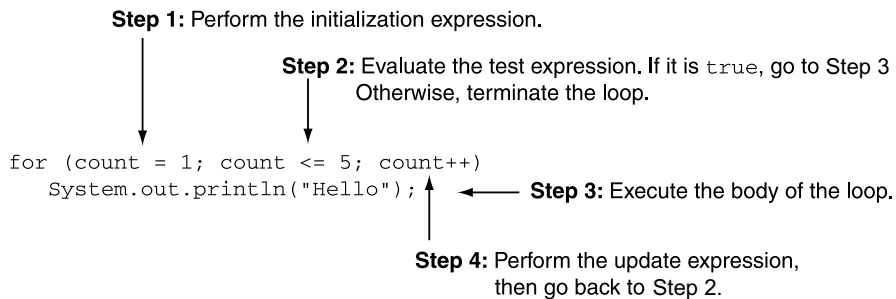 Step 1: Perform the initialization expression.
Step 2: Evaluate the test expression. If it is true, go to Step 3
Otherwise, terminate the loop.
for (count = 1; count <= 5; count++)
System.out.println("Hello");
Step 3: Execute the body of the loop.
Step 4: Perform the update expression,
then go back to Step 2.